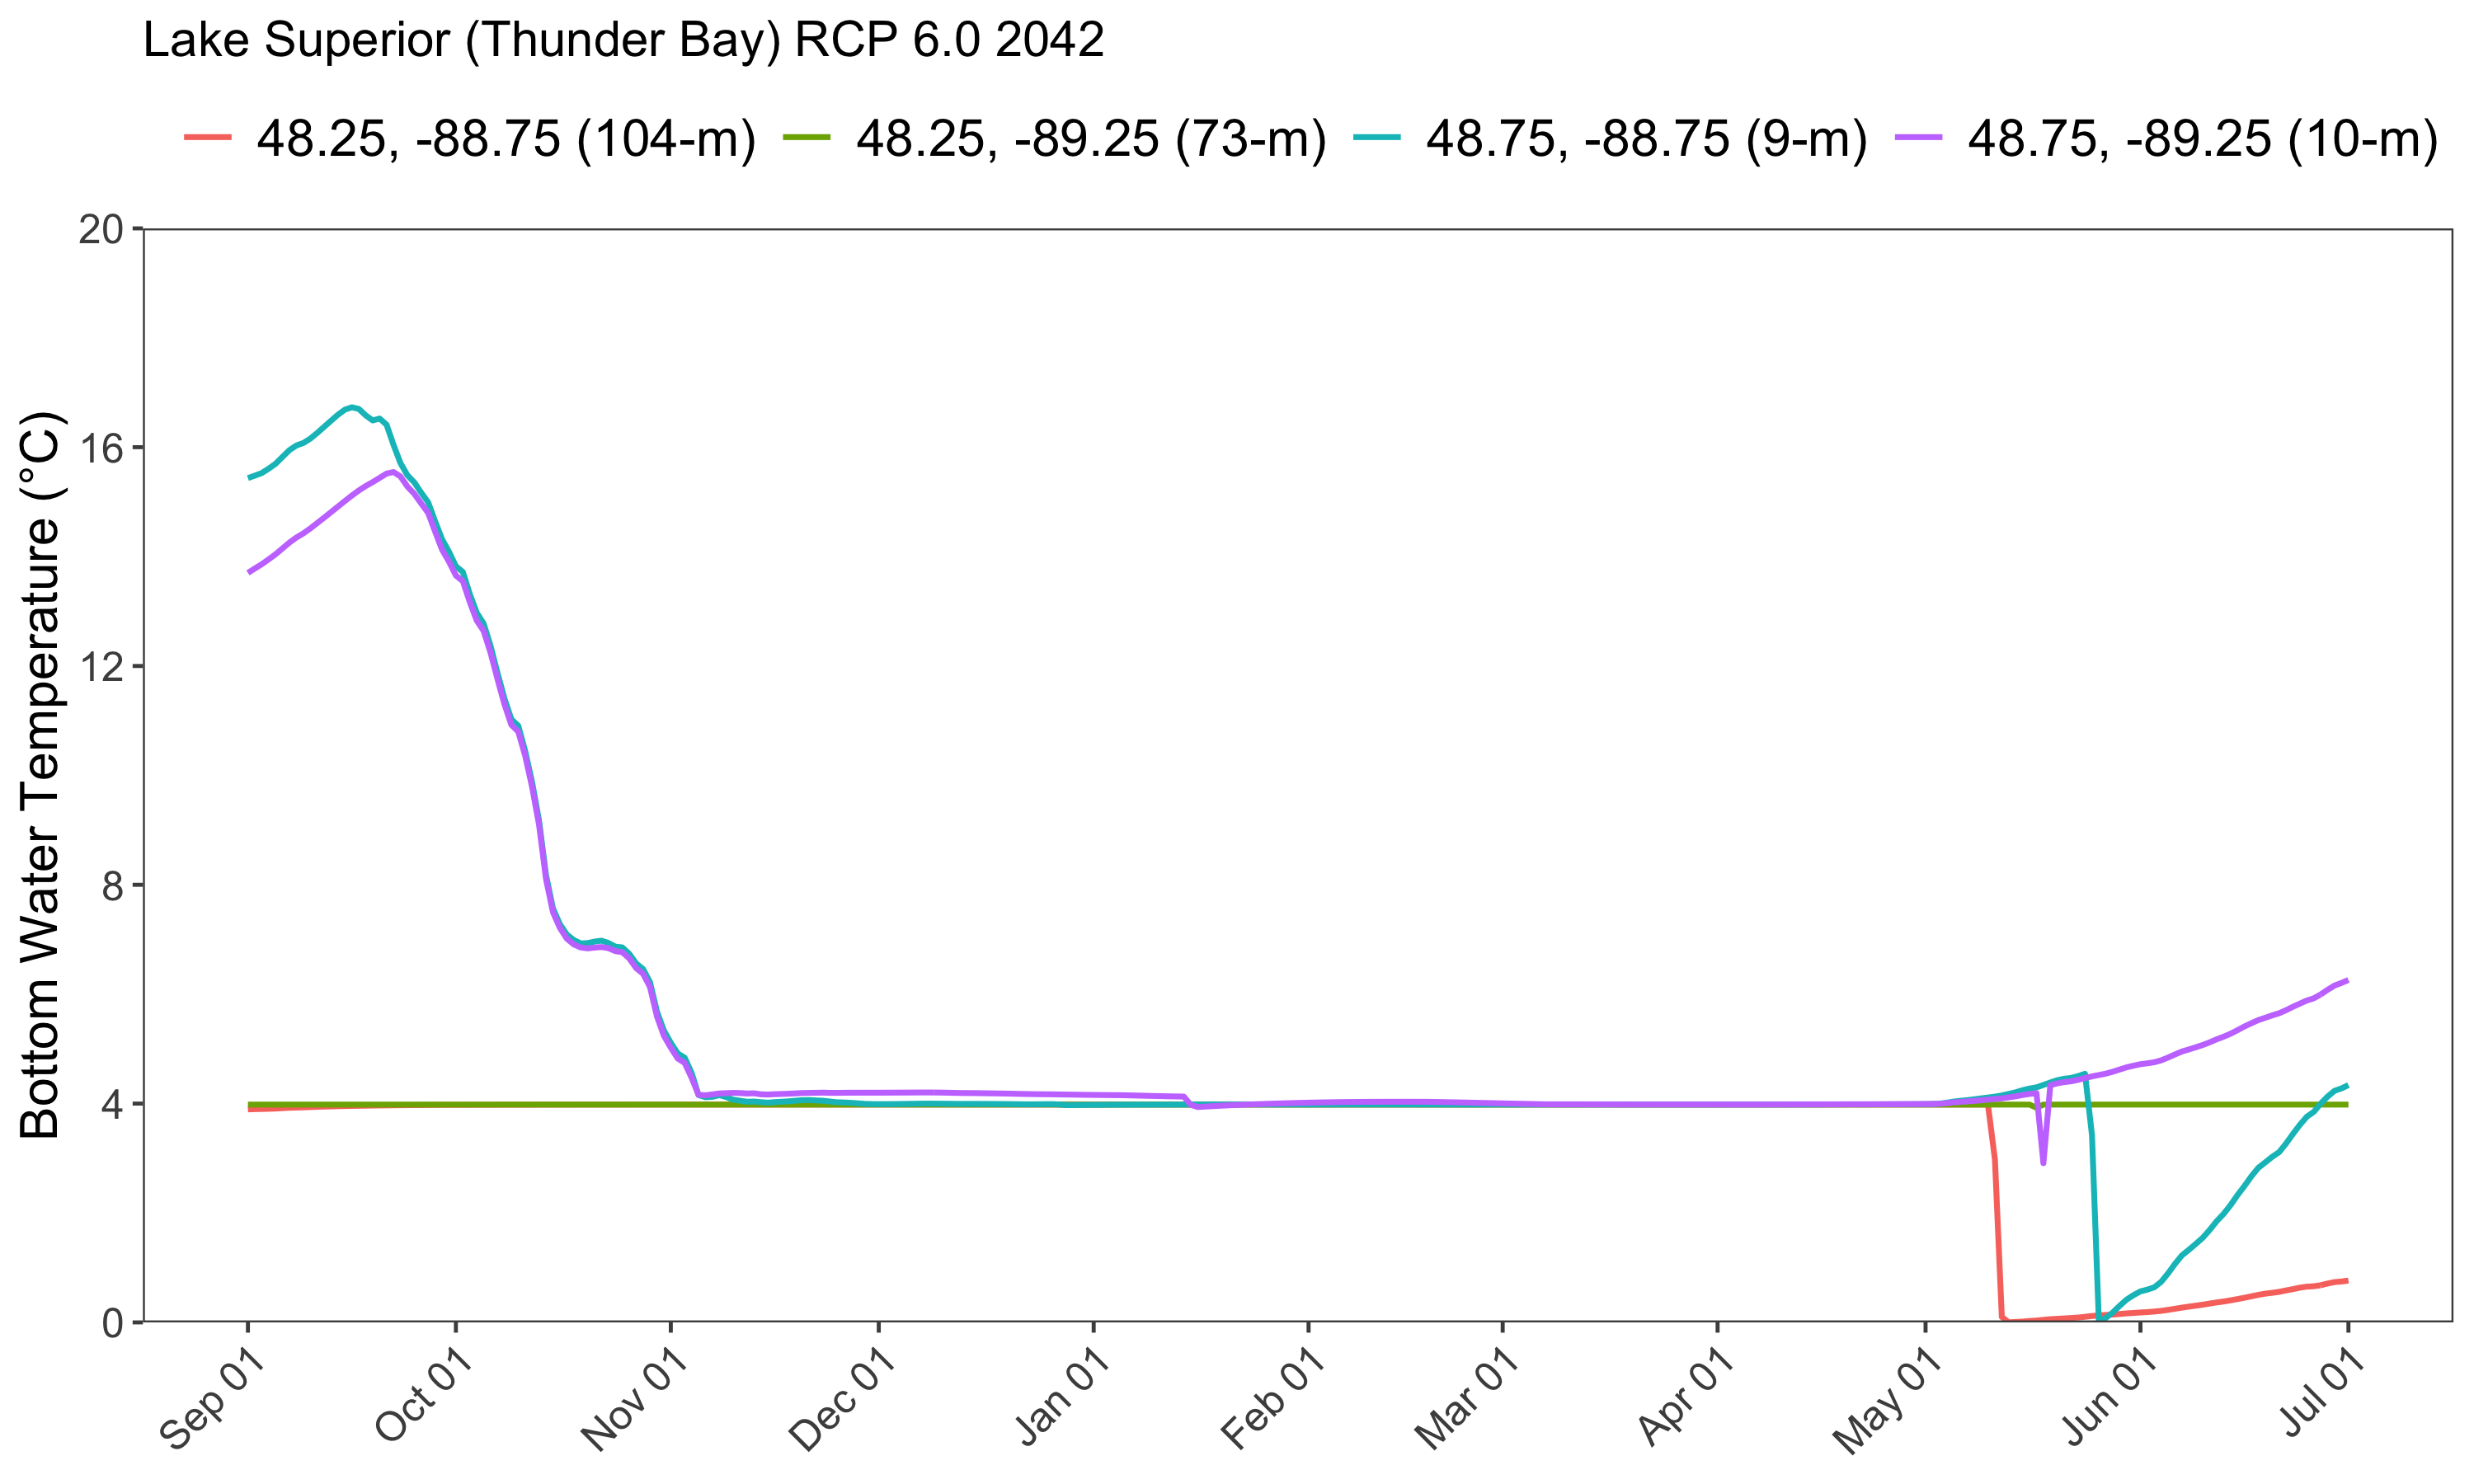 Lake Superior (Thunder Bay) RCP 6.0 2042
48.25, -88.75 (104-m) 48.25, -89.25 (73-m) 48.75, -88.75 (9-m) 48.75, -89.25 (10-m)
Bottom Water Temperature (°C)
20
16
12
8
4
0
Sep 01 Oct 01 Nov 01 Dec 01 Jan 01 Feb 01 Mar 01 Apr 01 May 01 Jun 01 Jul 01